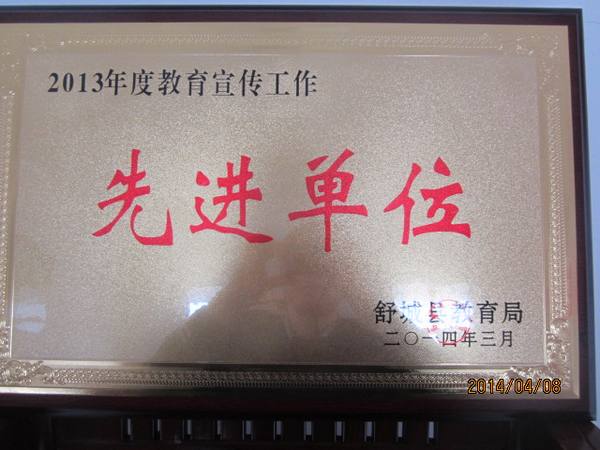 2013年度教育宣传工作
先进单位
舒城县教育局
二〇一四年三月
2014/04/08